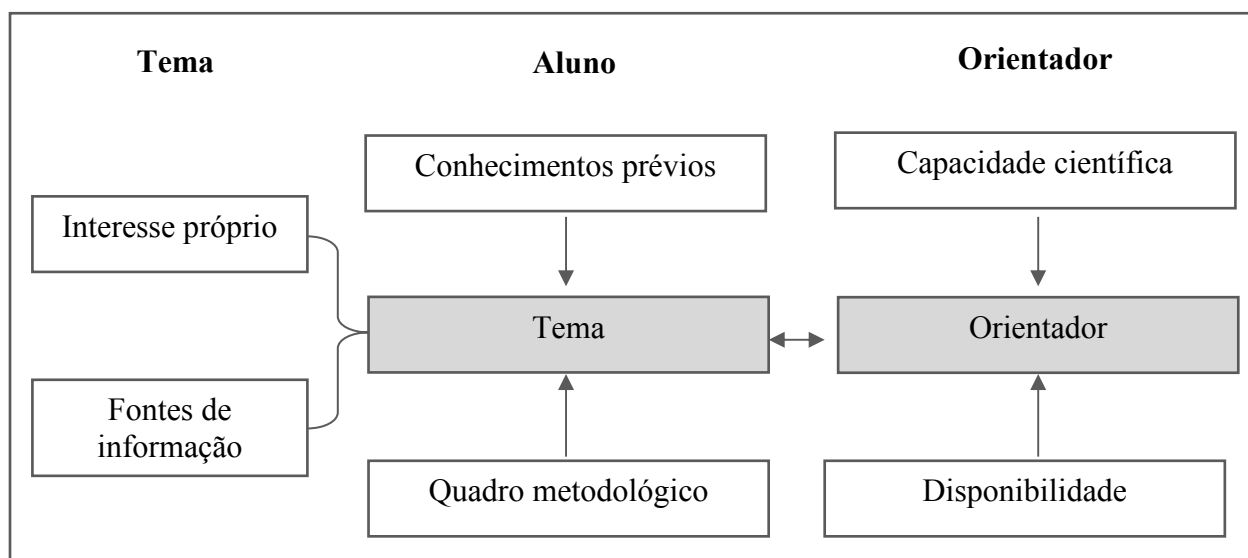 Tema
Aluno
Orientador
Conhecimentos prévios
Capacidade científica
Interesse próprio
Tema
Orientador
Fontes de
informação
Quadro metodológico
Disponibilidade